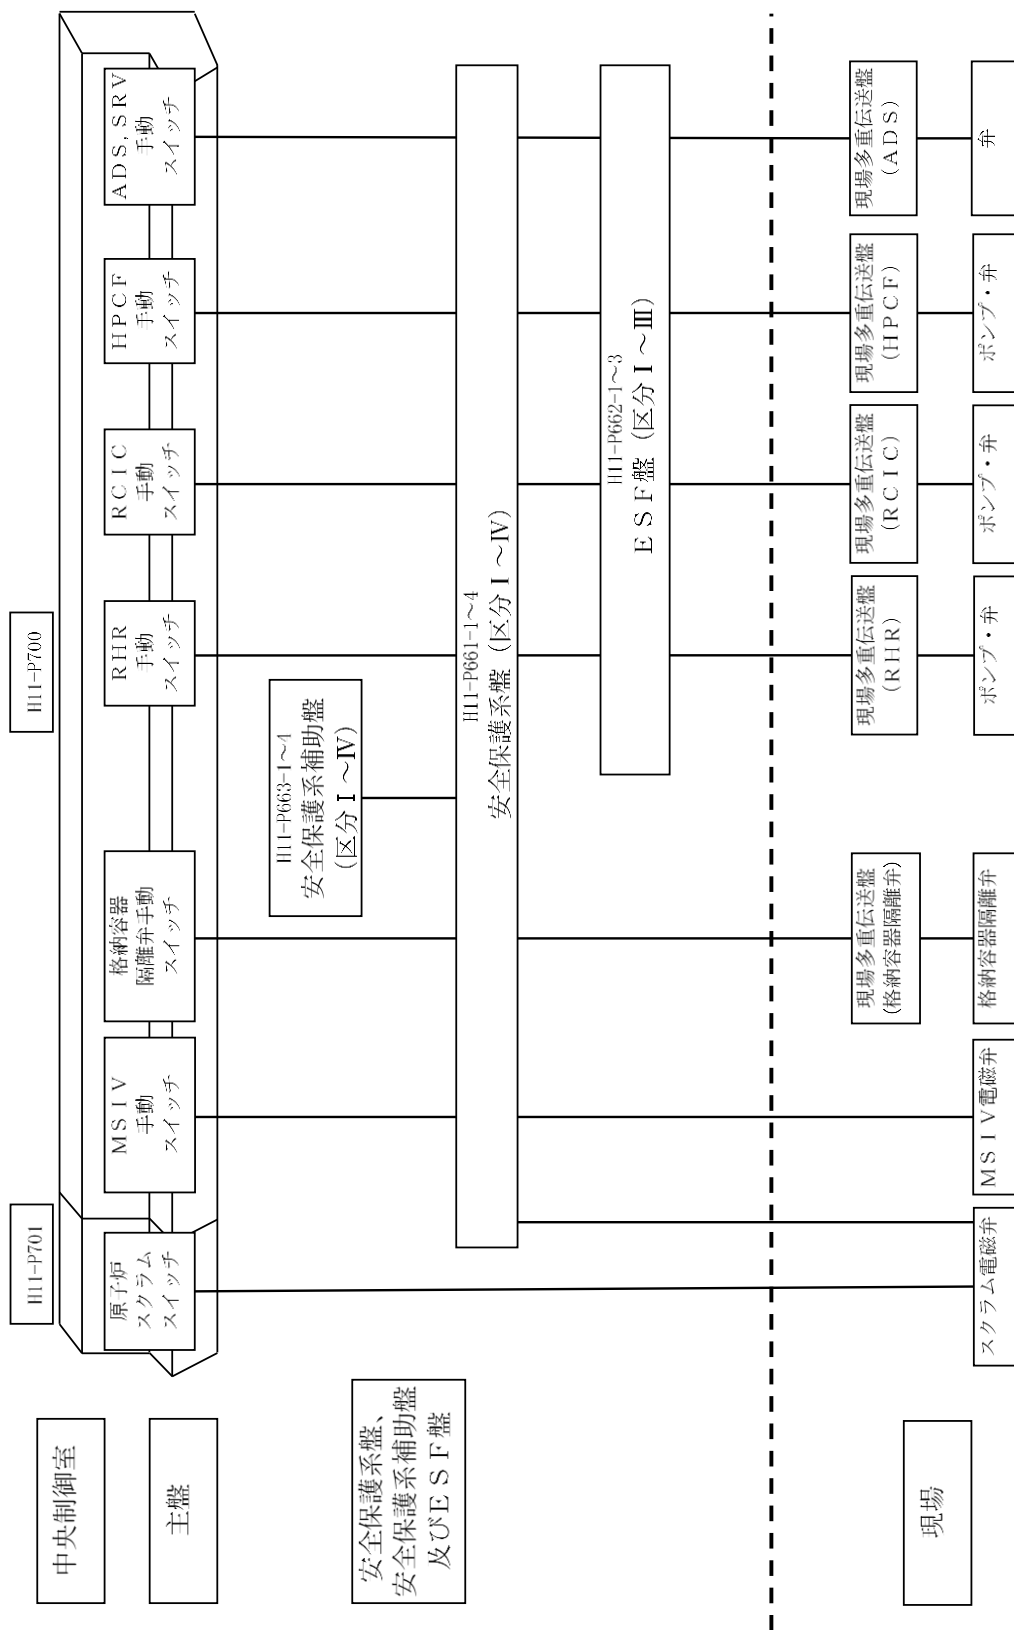 中央制御室
主盤
安全保護系盤、
安全保護系補助盤
及びＥＳＦ盤
現場
H11-P701
H11-P700
原子炉
スクラム
スイッチ
ＭＳＩＶ
手動
スイッチ
格納容器
隔離弁手動
スイッチ
RHR
手動
スイッチ
ＲＣＩＣ
手動
スイッチ
ＨＰＣＦ
手動
スイッチ
ＡＤＳ,ＳＲＶ
手動
スイッチ
H11-P663-1～4
安全保護系補助盤
(区分Ⅰ～Ⅳ)
H11-P661-1～4
安全保護系盤 (区分Ⅰ～Ⅳ)
H11-P662-1～3
ＥＳＦ盤 (区分Ⅰ～Ⅲ)
現場多重伝送盤
(格納容器隔離弁)
現場多重伝送盤
(RHR)
現場多重伝送盤
(ＲＣＩＣ)
現場多重伝送盤
(HPCF)
現場多重伝送盤
(ADS)
スクラム電磁弁
ＭＳＩＶ電磁弁
格納容器隔離弁
ポンプ・弁
ポンプ・弁
ポンプ・弁
弁